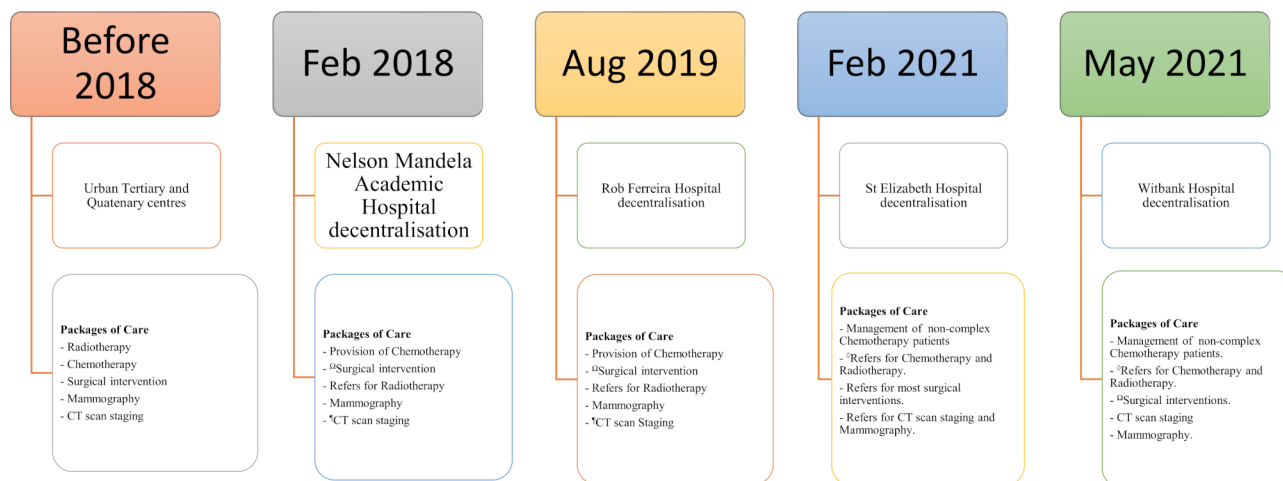 Before
2018
Urban Tertiary and
Quatenary centres
Packages of Care
- Radiotherapy
- Chemotherapy
- Surgical intervention
- Mammography
- CT scan staging
Feb 2018
Nelson Mandela
Academic
Hospital
decentralisation
Packages of Care
- Provision of Chemotherapy
- ΩSurgical intervention
- Refers for Radiotherapy
- Mammography
- ¶CT scan staging
Aug 2019
Rob Ferreira Hospital
decentralisation
Packages of Care
- Provision of Chemotherapy
- ΩSurgical intervention
- Refers for Radiotherapy
- Mammography
- ¶CT scan Staging
Feb 2021
St Elizabeth Hospital
decentralisation
Packages of Care
- Management of non-complex
Chemotherapy patients
- ◊Refers for Chemotherapy and
Radiotherapy.
- Refers for most surgical
interventions.
- Refers for CT scan staging and
Mammography.
May 2021
Witbank Hospital
decentralisation
Packages of Care
- Management of non-complex
Chemotherapy patients.
- ◊Refers for Chemotherapy and
Radiotherapy.
- ΩSurgical interventions.
- CT scan staging
- Mammography.